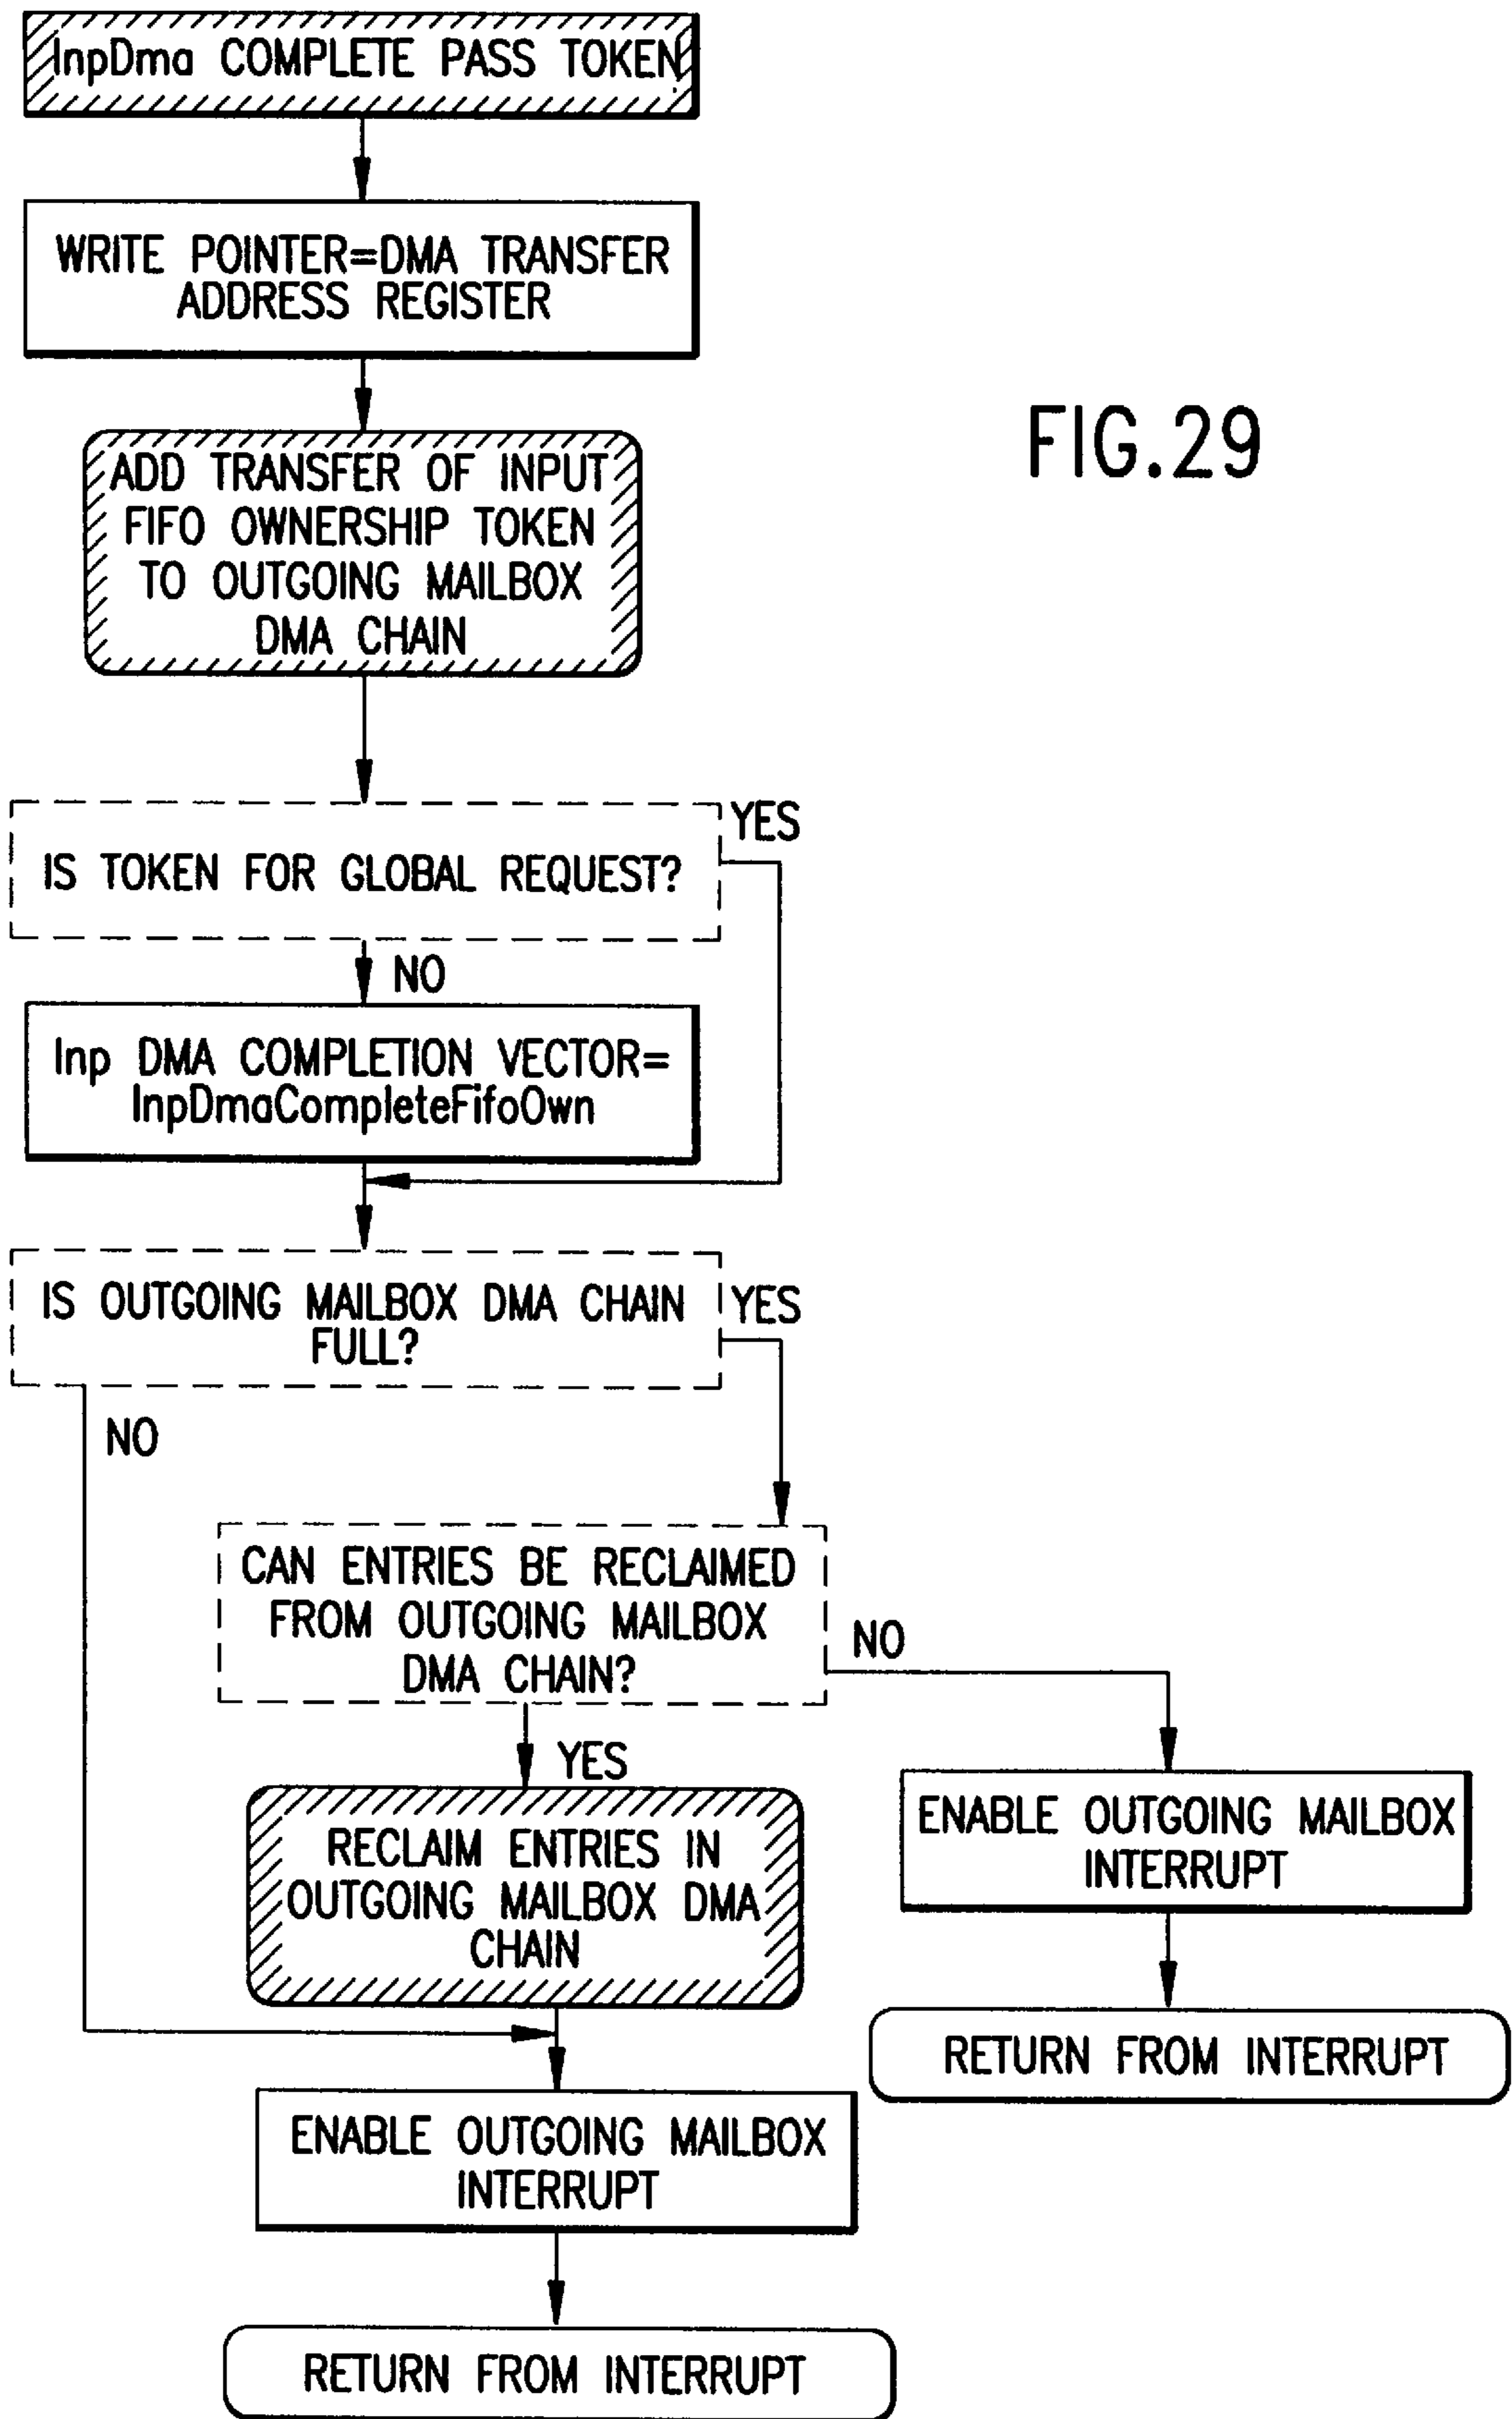 InpDma COMPLETE PASS TOKEN
WRITE POINTER=DMA TRANSFER
ADDRESS REGISTER
FIG.29
ADD TRANSFER OF INPUT
FIFO OWNERSHIP TOKEN
TO OUTGOING MAILBOX
DMA CHAIN
YES
IS TOKEN FOR GLOBAL REQUEST?
NO
Inp DMA COMPLETION VECTOR=
InpDmaCompleteFifoOwn
IS OUTGOING MAILBOX DMA CHAIN
FULL?
YES
NO
CAN ENTRIES BE RECLAIMED
FROM OUTGOING MAILBOX
DMA CHAIN?
NO
YES
RECLAIM ENTRIES IN
OUTGOING MAILBOX DMA
CHAIN
ENABLE OUTGOING MAILBOX
INTERRUPT
RETURN FROM INTERRUPT
ENABLE OUTGOING MAILBOX
INTERRUPT
RETURN FROM INTERRUPT